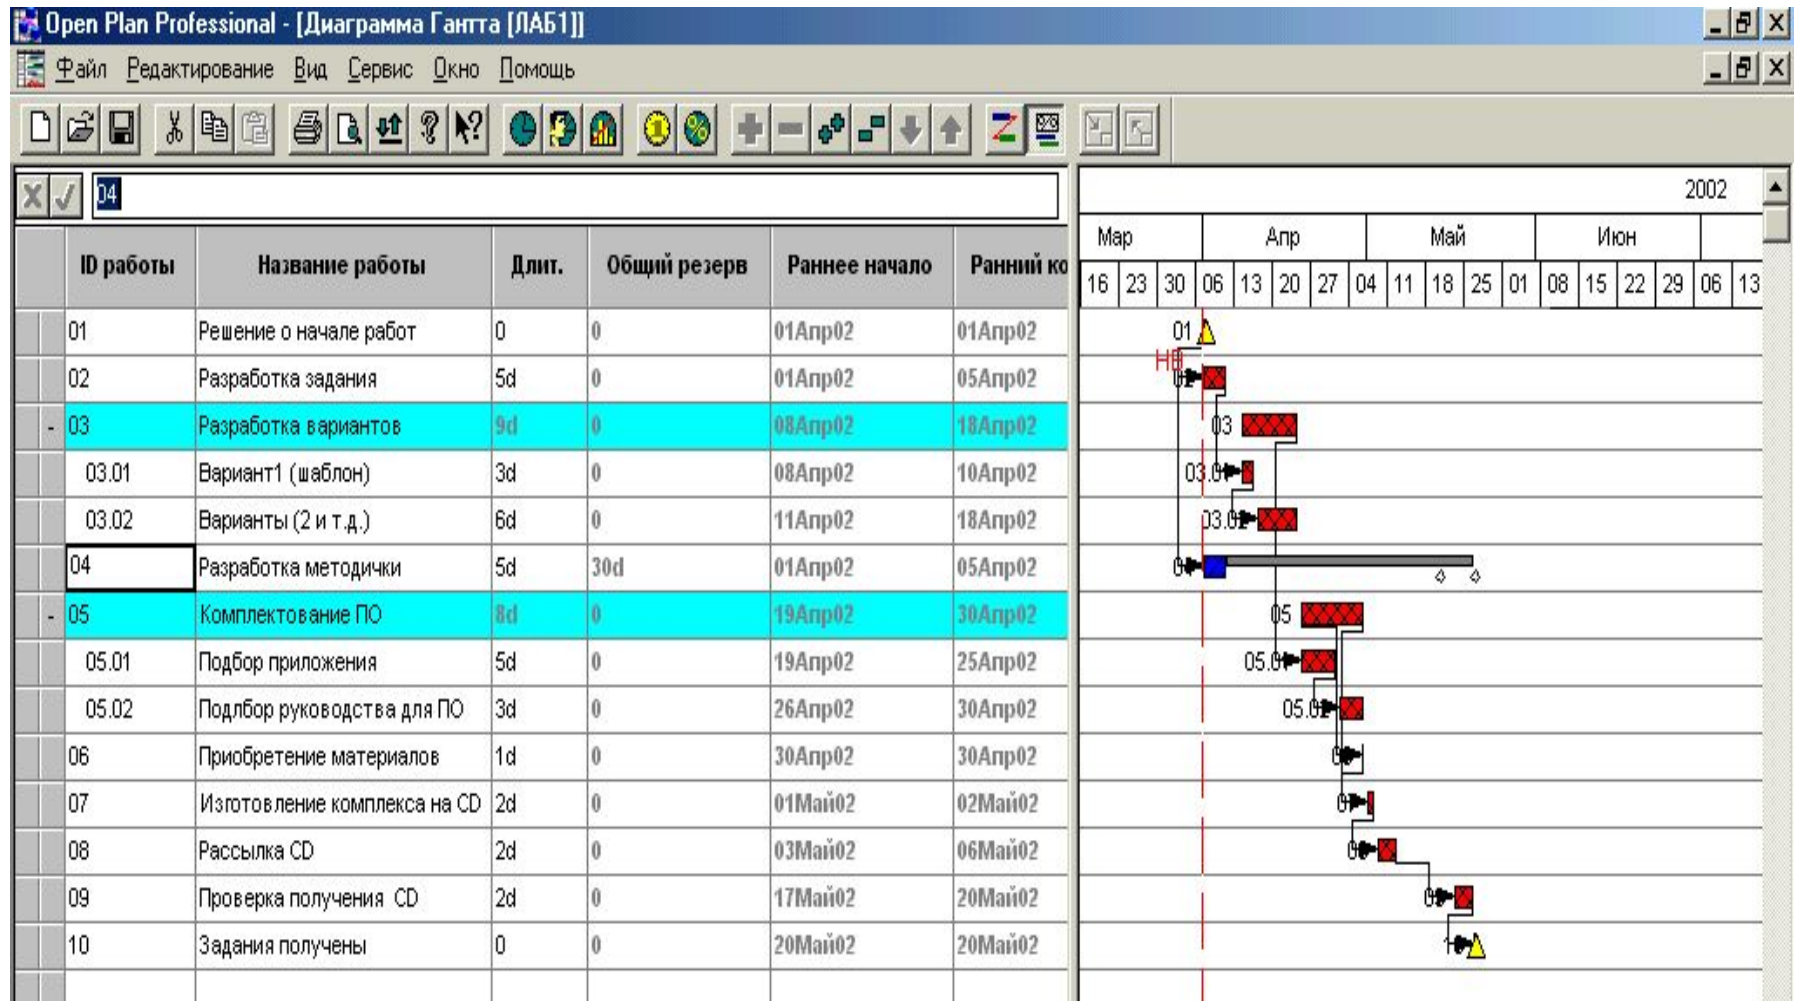 Open Plan Professional - [Диаграмма Гантта [ЛАБ1]]
Файл Редактирование Вид Сервис Окно Помощь
04
2002
Мар Апр Май Июн
ID работы Название работы Длит. Общий резерв Раннее начало Ранний ко
16 23 30 06 13 20 27 04 11 18 25 01 08 15 22 29 06 13
01 Решение о начале работ 0 0 01Апр02 01Апр02 01
02 Разработка задания 5d 0 01Апр02 05Апр02
- 03 Разработка вариантов 9d 0 08Апр02 18Апр02 03
03.01 Вариант1 (шаблон) 3d 0 08Апр02 10Апр02
03.02 Варианты (2 и т.д.) 6d 0 11Апр02 18Апр02
04 Разработка методички 5d 30d 01Апр02 05Апр02
- 05 Комплектование ПО 8d 0 19Апр02 30Апр02 05
05.01 Подбор приложения 5d 0 19Апр02 25Апр02
05.02 Подлбор руководства для ПО 3d 0 26Апр02 30Апр02
06 Приобретение материалов 1d 0 30Апр02 30Апр02
07 Изготовление комплекса на CD 2d 0 01Май02 02Май02
08 Рассылка CD 2d 0 03Май02 06Май02
09 Проверка получения CD 2d 0 17Май02 20Май02
10 Задания получены 0 0 20Май02 20Май02